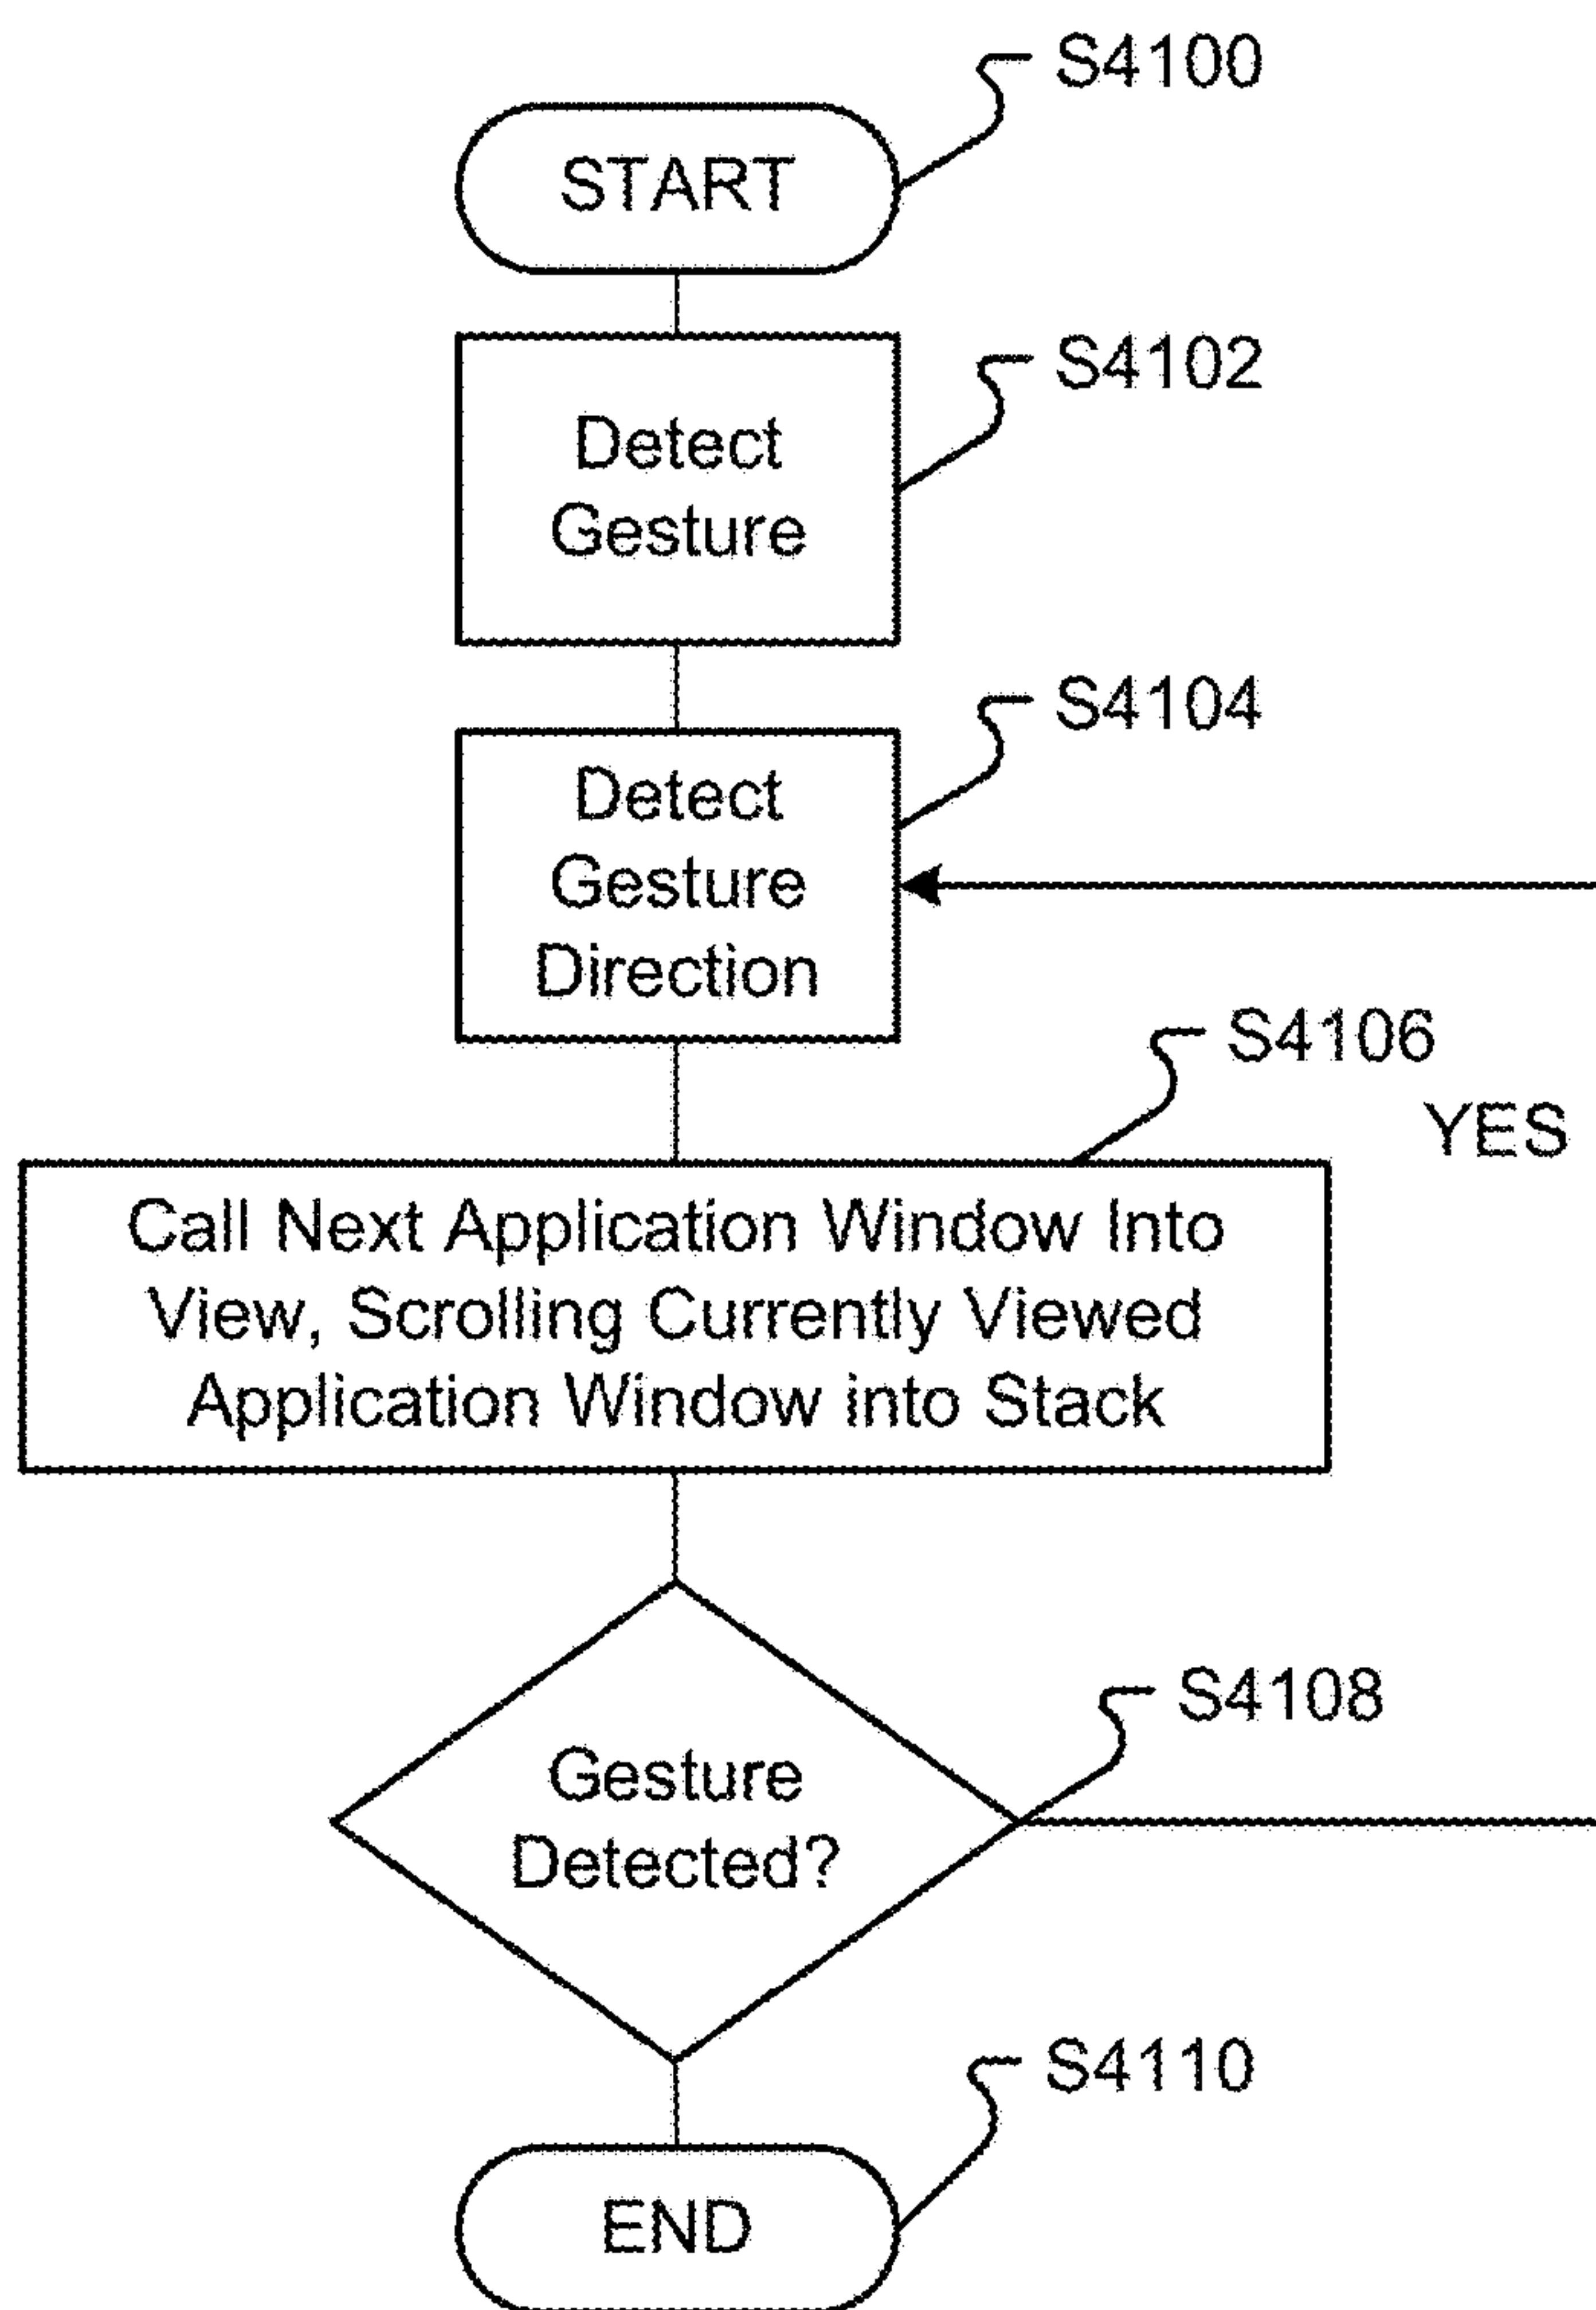 S4100
START
S4102
Detect
Gesture
S4104
Detect
Gesture
Direction
S4106
YES
Call Next Application Window Into
View, Scrolling Currently Viewed
Application Window into Stack
S4108
Gesture
Detected?
S4110
END